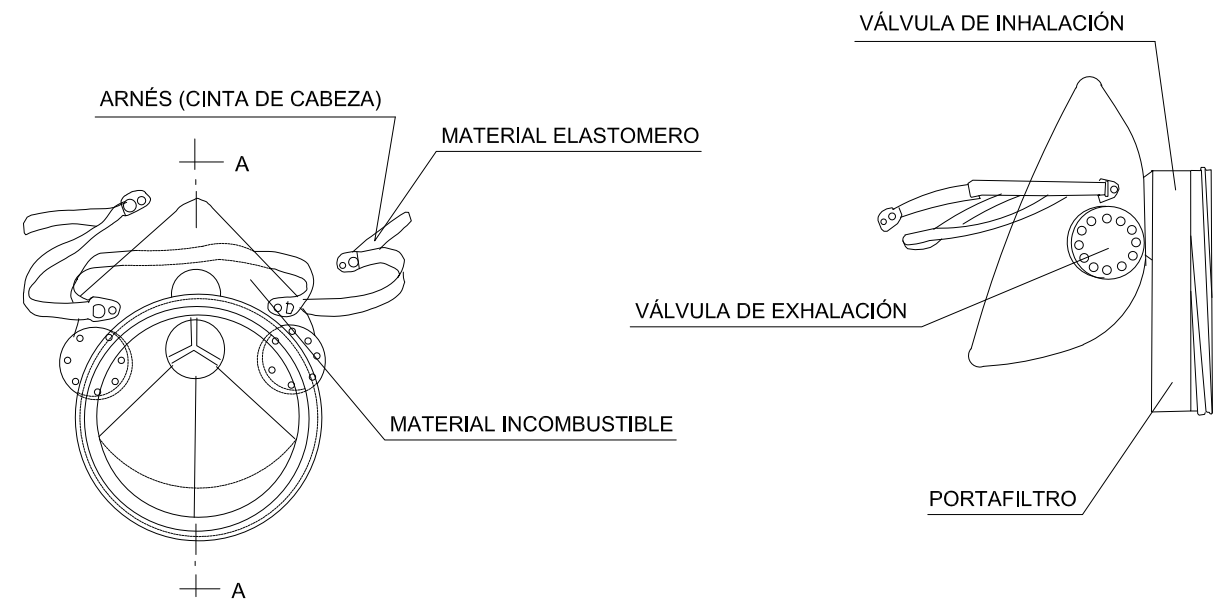 VÁLVULA DE INHALACIÓN
ARNÉS (CINTA DE CABEZA)
MATERIAL ELASTOMERO
A
VÁLVULA DE EXHALACIÓN
MATERIAL INCOMBUSTIBLE
PORTAFILTRO
A